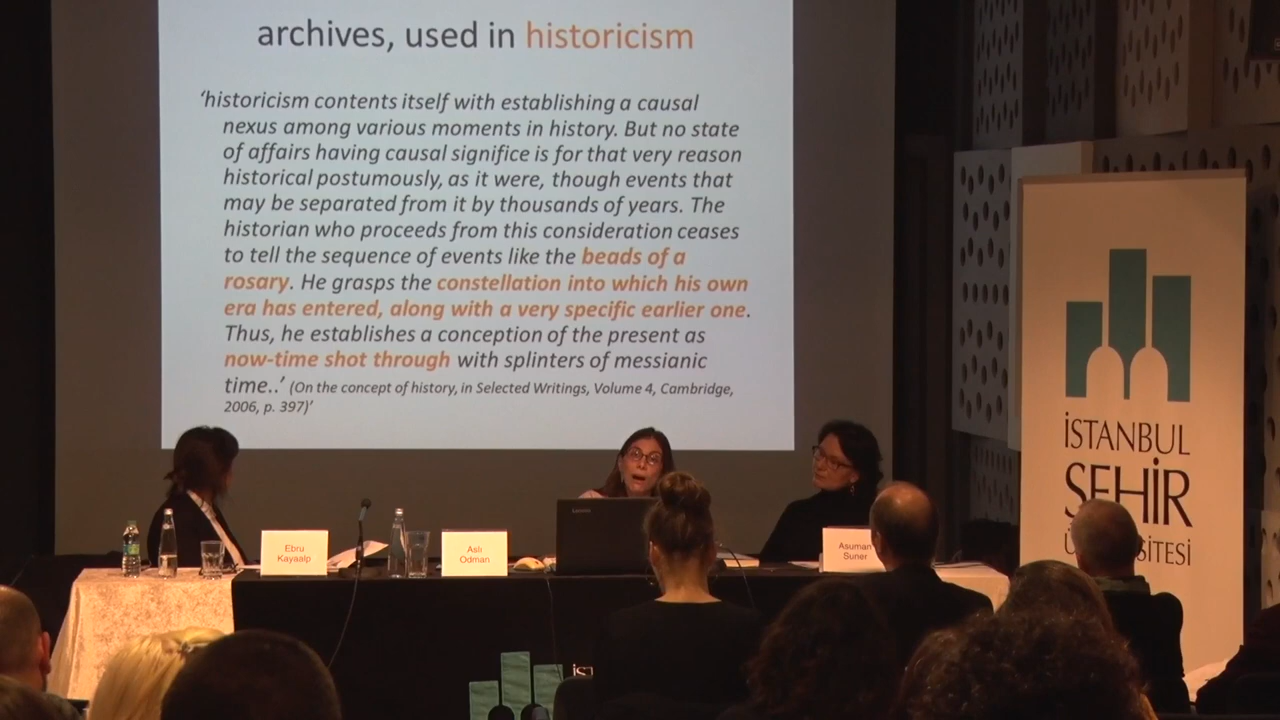 archives, used in historicism
‘historicism contents itself with establishing a causal
nexus among various moments in history. But no state
of affairs having causal significe is for that very reason
historical postumously, as it were, though events that
may be separated from it by thousands of years. The
historian who proceeds from this consideration ceases
to tell the sequence of events like the beads of a
rosary. He grasps the constellation into which his own
era has entered, along with a very specific earlier one.
Thus, he establishes a conception of the present as
now-time shot through with splinters of messianic
time..’ (On the concept of history, in Selected Writings, Volume 4, Cambridge,
2006, p. 397)’
Ebru
Kayaalp
Aslı
Odman
Lenovo
Asuman
Suner
İSTANBUL
ŞEHİR